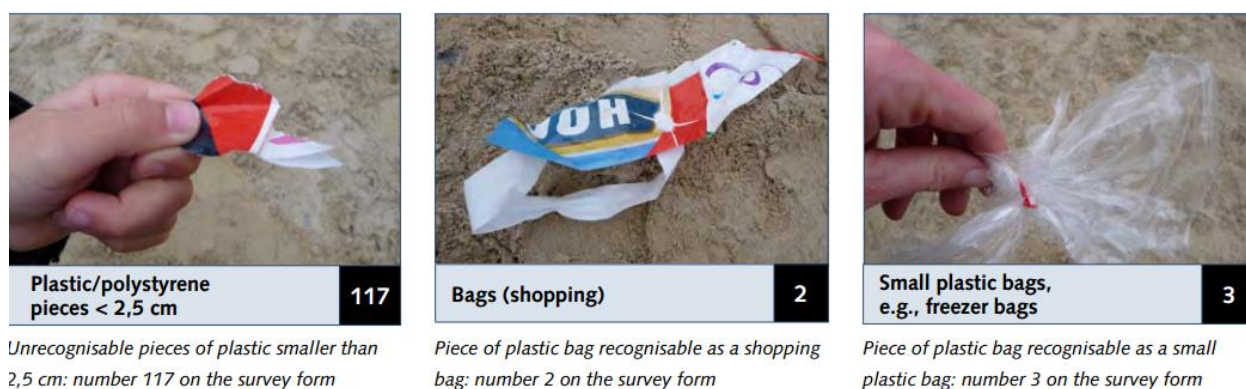 Plastic/polystyrene
pieces < 2,5 cm
117
Unrecognisable pieces of plastic smaller than
2,5 cm: number 117 on the survey form
Bags (shopping)
2
Piece of plastic bag recognisable as a shopping
bag: number 2 on the survey form
Small plastic bags,
e.g., freezer bags
3
Piece of plastic bag recognisable as a small
plastic bag: number 3 on the survey form